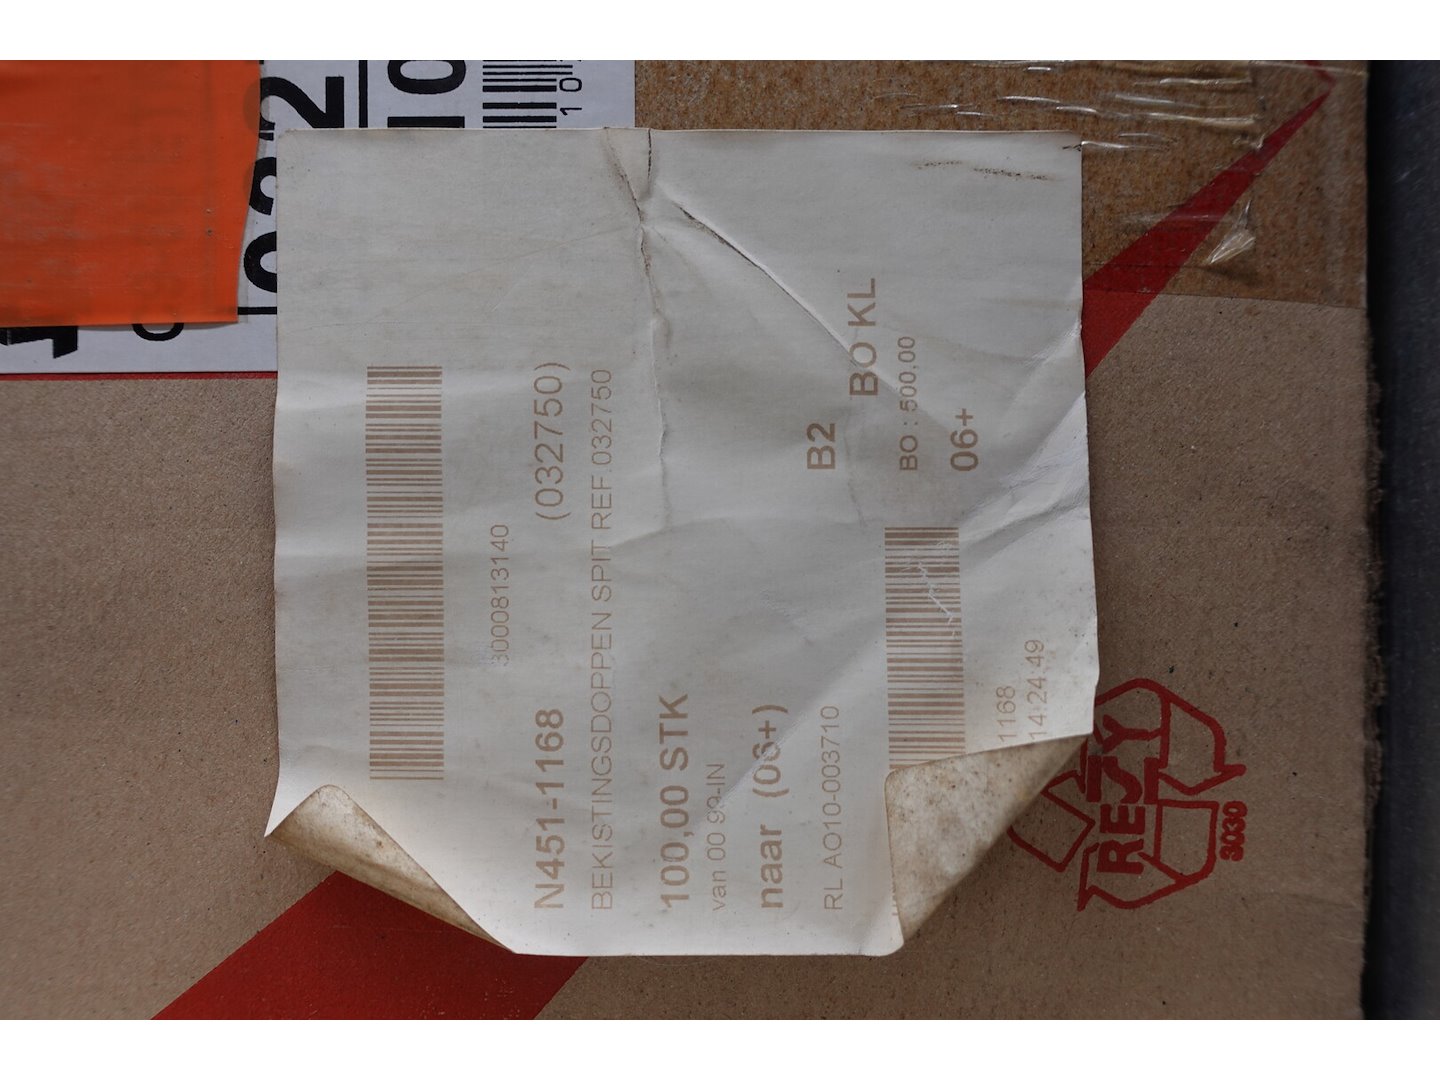 3000813140
N451-1168 (032750)
BEKISTINGSDOPPEN SPIT REF.032750
100,00 STK
van 00 99-IN
naar (06+) B2
RL AO10-003710 BO KL
BO : 500,00
06+
1168
14:24:49
RESY
3030